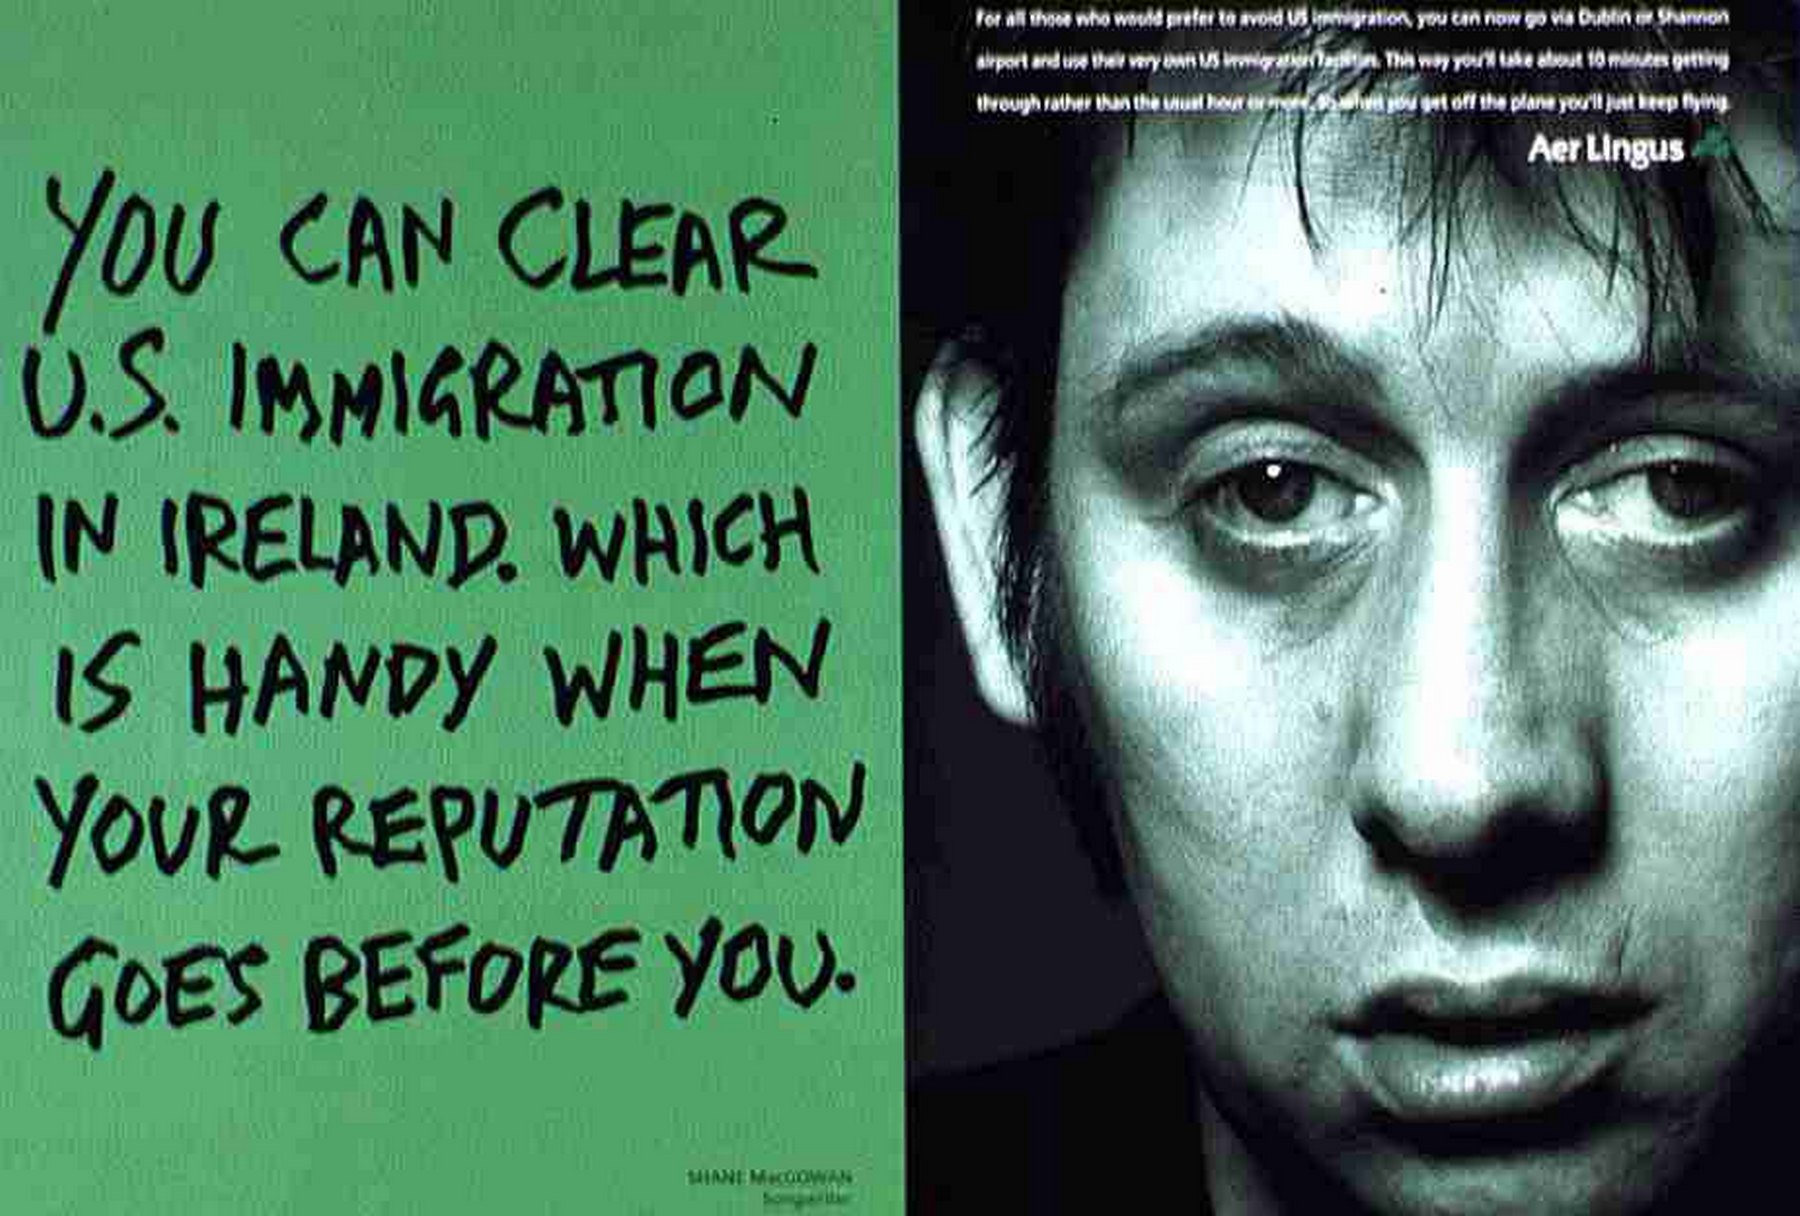 YOU CAN CLEAR
U.S. IMMIGRATION
IN IRELAND. WHICH
IS HANDY WHEN
YOUR REPUTATION
GOES BEFORE YOU.
SHANE MacGOWAN
Songwriter
For all those who would prefer to avoid US immigration, you can now go via Dublin or Shannon
airport and use their very own US immigration facilities. This way you'll take about 10 minutes getting
through rather than the usual hour or more. So when you get off the plane you'll just keep flying.
Aer Lingus